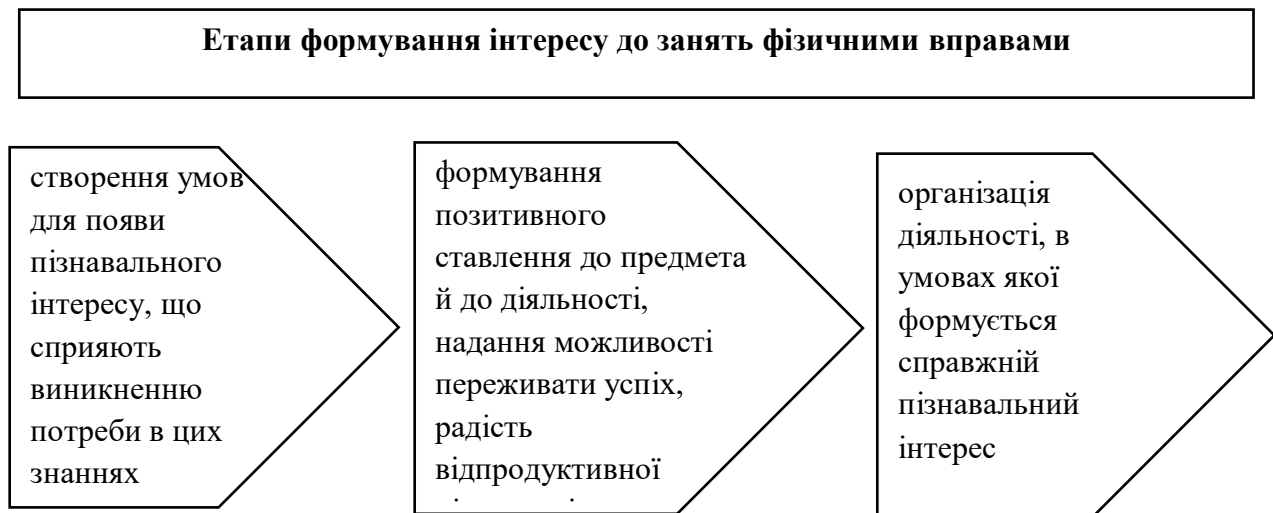 Етапи формування інтересу до занять фізичними вправами
створення умов
для появи
пізнавального
інтересу, що
сприяють
виникненню
потреби в цих
знаннях
формування
позитивного
ставлення до предмета
й до діяльності,
надання можливості
переживати успіх,
радість
відпродуктивної
організація
діяльності, в
умовах якої
формується
справжній
пізнавальний
інтерес